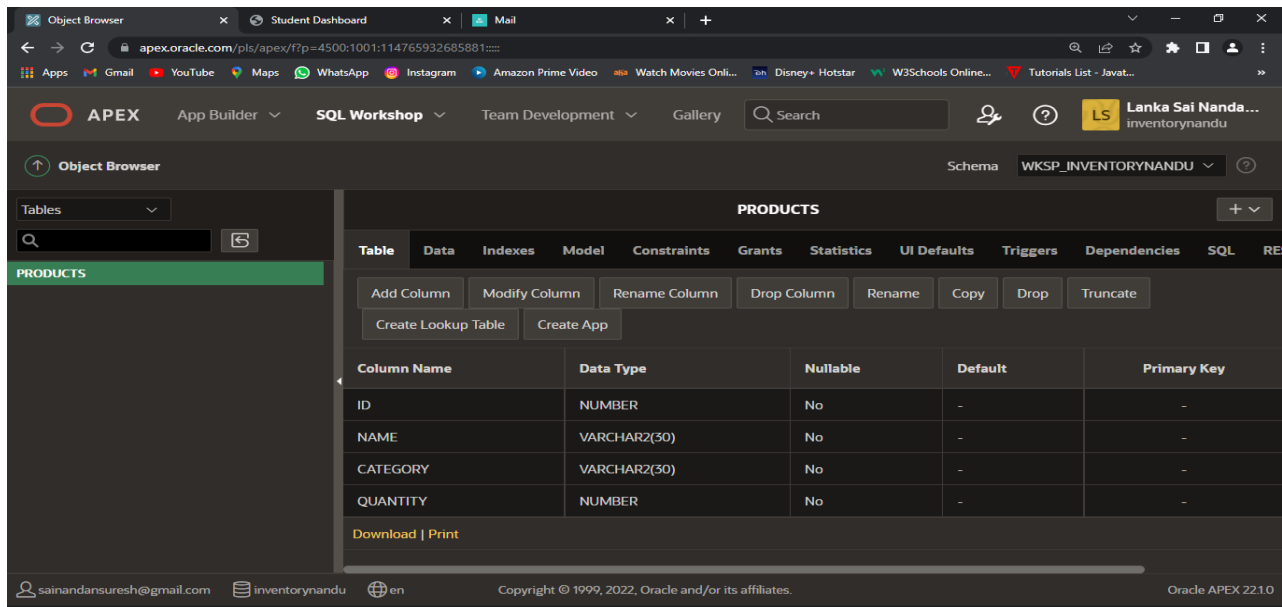 Object Browser
Student Dashboard
Mail
apex.oracle.com/pls/apex/f?p=4500:1001:114765932685881:::::
Apps Gmail YouTube Maps WhatsApp Instagram Amazon Prime Video Watch Movies Onli... Disney+ Hotstar W3Schools Online... Tutorials List - Javat... »
APEX App Builder SQL Workshop Team Development Gallery Search LS Lanka Sai Nanda...
inventorynandu
Object Browser Schema WKSP_INVENTORYNANDU
Tables
PRODUCTS
PRODUCTS
Table Data Indexes Model Constraints Grants Statistics UI Defaults Triggers Dependencies SQL RES
Add Column Modify Column Rename Column Drop Column Rename Copy Drop Truncate
Create Lookup Table Create App
Column Name Data Type Nullable Default Primary Key
ID NUMBER No - -
NAME VARCHAR2(30) No - -
CATEGORY VARCHAR2(30) No - -
QUANTITY NUMBER No - -
Download | Print
sainandansuresh@gmail.com inventorynandu en Copyright © 1999, 2022, Oracle and/or its affiliates. Oracle APEX 22.1.0